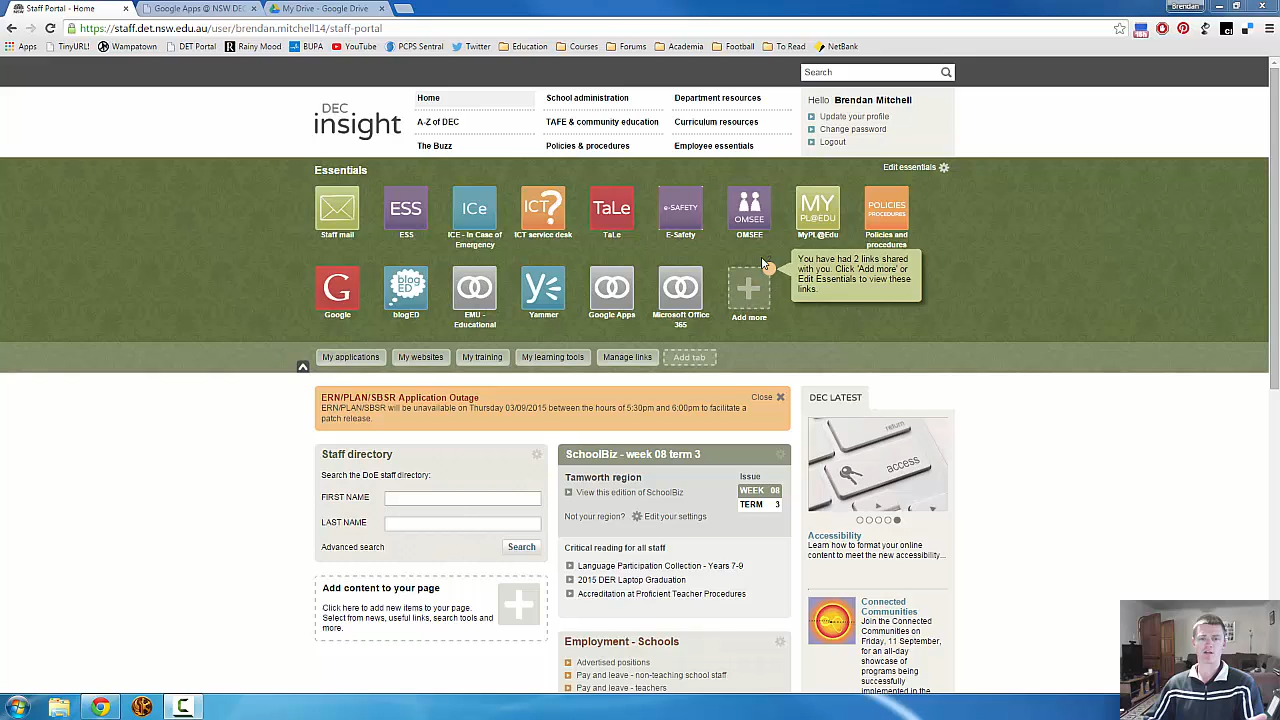 Staff Portal - Home
Google Apps @ NSW DEC
My Drive - Google Drive
Brendan
https://staff.det.nsw.edu.au/user/brendan.mitchell14/staff-portal
Apps
TinyURL!
Wampatown
DET Portal
Rainy Mood
BUPA
YouTube
PCPS Sentral
Twitter
Education
Courses
Forums
Academia
Football
To Read
NetBank
Search
DEC
insight
Home
School administration
Department resources
A-Z of DEC
TAFE & community education
Curriculum resources
The Buzz
Policies & procedures
Employee essentials
Hello Brendan Mitchell
Update your profile
Change password
Logout
Essentials
Edit essentials
ESS
ICe
ICT?
TaLe
e-SAFETY
OMSEE
MY
PL@EDU
POLICIES
PROCEDURES
Staff mail
ESS
ICE - In Case of
Emergency
ICT service desk
TaLe
E-Safety
OMSEE
MyPL@Edu
Policies and
procedures
You have had 2 links shared
with you. Click 'Add more' or
Edit Essentials to view these
links.
G
blog
ED
Google
blogED
EMU -
Educational
Yammer
Google Apps
Microsoft Office
365
Add more
My applications
My websites
My training
My learning tools
Manage links
Add tab
ERN/PLAN/SBSR Application Outage
Close
ERN/PLAN/SBSR will be unavailable on Thursday 03/09/2015 between the hours of 5:30pm and 6:00pm to facilitate a
patch release.
Staff directory
Search the DoE staff directory:
FIRST NAME
LAST NAME
Advanced search
Search
Add content to your page
Click here to add new items to your page.
Select from news, useful links, search tools and
more.
SchoolBiz - week 08 term 3
Tamworth region
Issue
View this edition of SchoolBiz
WEEK 08
TERM 3
Not your region?
Edit your settings
Critical reading for all staff
Language Participation Collection - Years 7-9
2015 DER Laptop Graduation
Accreditation at Proficient Teacher Procedures
Employment - Schools
Advertised positions
Pay and leave - non-teaching school staff
Pay and leave - teachers
DEC LATEST
return
access
Accessibility
Learn how to format your online
content to meet the new accessibility...
Connected
Communities
Join the
Connected
Communities on
Friday, 11
September,
for an all-day
showcase of
programs being
successfully
implemented in the